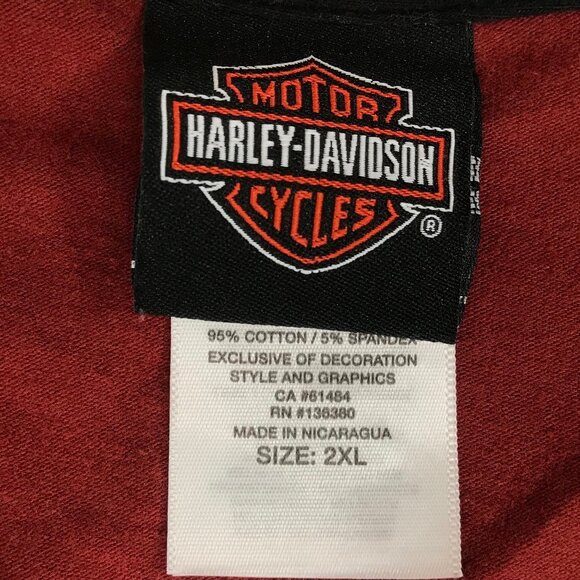 MOTOR
HARLEY-DAVIDSON
CYCLES
®
95% COTTON / 5% SPANDEX
EXCLUSIVE OF DECORATION
STYLE AND GRAPHICS
CA #61484
RN #136380
MADE IN NICARAGUA
SIZE: 2XL